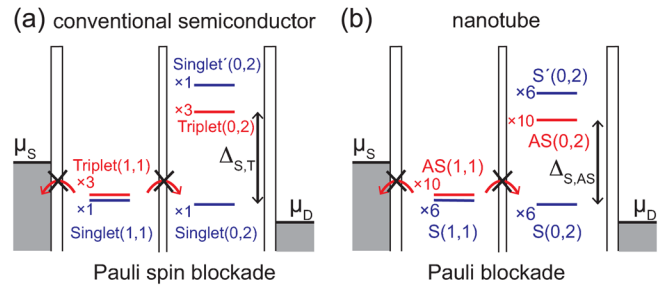 (a) conventional semiconductor
Singlet´(0,2)
×1
×3
Triplet(0,2)
μS
Triplet(1,1)
×3
ΔS,T
×1
×1
μD
Singlet(1,1)
Singlet(0,2)
Pauli spin blockade
(b) nanotube
S´(0,2)
×6
×10
AS(0,2)
μS
AS(1,1)
×10
ΔS,AS
×6
×6
μD
S(1,1)
S(0,2)
Pauli blockade